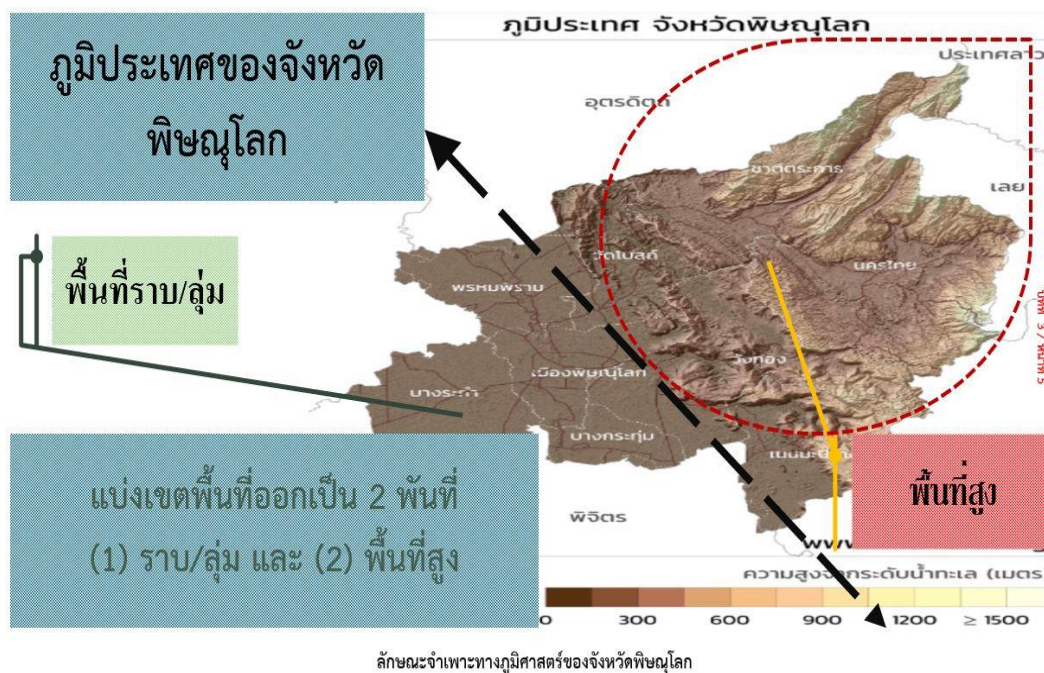 ภูมิประเทศ จังหวัดพิษณุโลก
ภูมิประเทศของจังหวัด
พิษณุโลก
ประเทศลาว
อุตรดิตถ์
ชาติตระการ
เลย
วัดโบสถ์
นครไทย
พื้นที่ราบ/ลุ่ม
พรหมพิราม
วังทอง
เมืองพิษณุโลก
บางระกำ
บางกระทุ่ม
แบ่งเขตพื้นที่ออกเป็น 2 พันที่
(1) ราบ/ลุ่ม และ (2) พื้นที่สูง
พื้นที่สูง
พิจิตร
www
ความสูงจากระดับน้ำทะเล (เมตร)
0 300 600 900 1200 ≥ 1500
ลักษณะจำเพาะทางภูมิศาสตร์ของจังหวัดพิษณุโลก